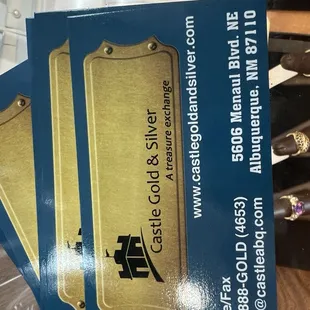 Castle Gold & Silver
A treasure exchange
www.castlegoldandsilver.com
5606 Menaul Blvd. NE
Albuquerque, NM 87110
e/Fax
888-GOLD (4653)
@castleabq.com